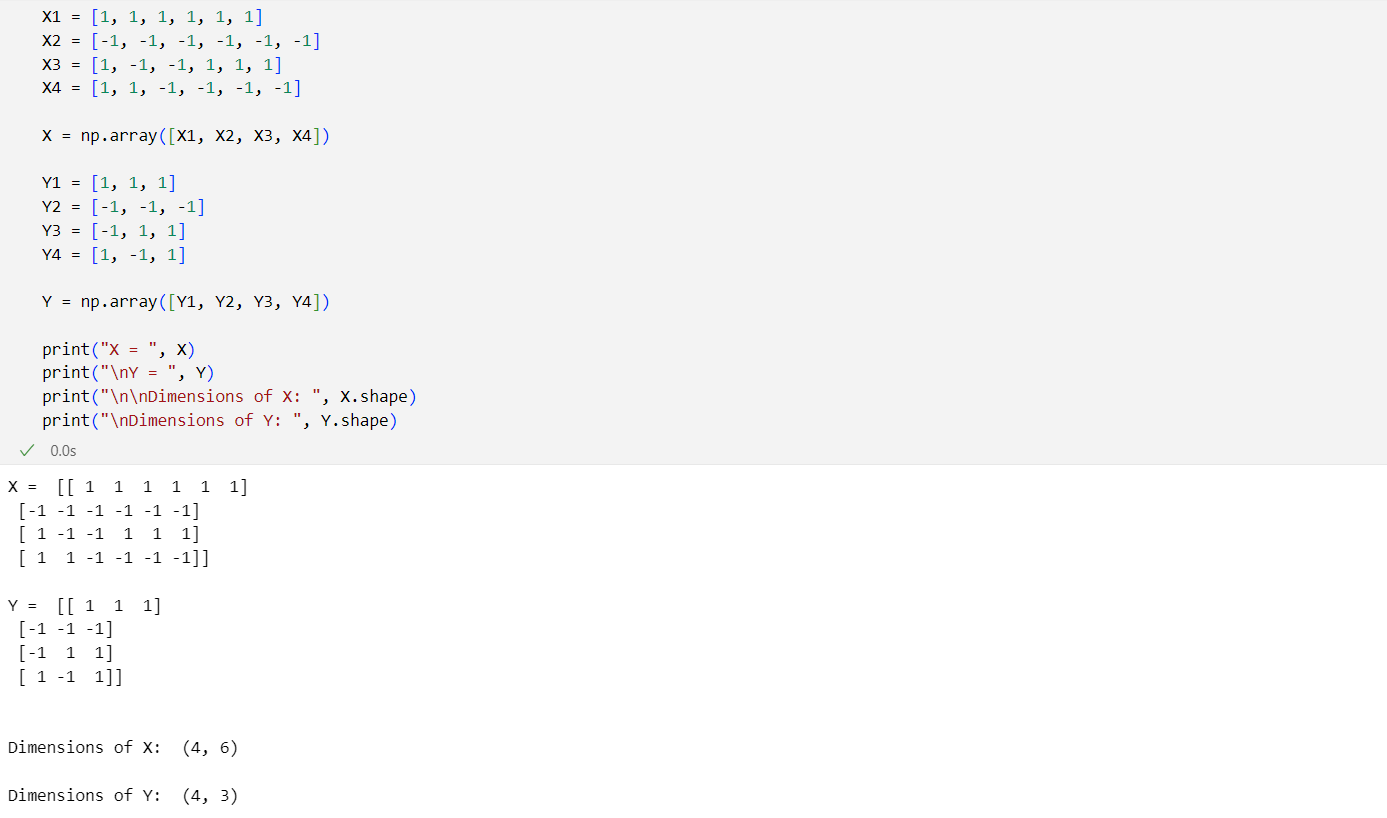 X1 = [1, 1, 1, 1, 1, 1]
X2 = [-1, -1, -1, -1, -1, -1]
X3 = [1, -1, -1, 1, 1, 1]
X4 = [1, 1, -1, -1, -1, -1]
X = np.array([X1, X2, X3, X4])
Y1 = [1, 1, 1]
Y2 = [-1, -1, -1]
Y3 = [-1, 1, 1]
Y4 = [1, -1, 1]
Y = np.array([Y1, Y2, Y3, Y4])
print("X = ", X)
print("\nY = ", Y)
print("\n\nDimensions of X: ", X.shape)
print("\nDimensions of Y: ", Y.shape)
0.0s
X =  [[ 1  1  1  1  1  1]
 [-1 -1 -1 -1 -1 -1]
 [ 1 -1 -1  1  1  1]
 [ 1  1 -1 -1 -1 -1]]
Y =  [[ 1  1  1]
 [-1 -1 -1]
 [-1  1  1]
 [ 1 -1  1]]
Dimensions of X:  (4, 6)
Dimensions of Y:  (4, 3)